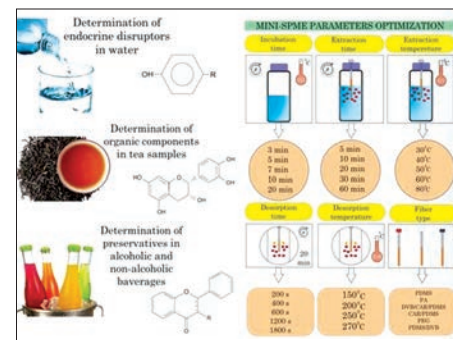 Determination of
endocrine disruptors
in water
OH
R
Determination of
organic components
in tea samples
OH
OH
HO
O
OH
OH
Determination of
preservatives in
alcoholic and
non-alcoholic
baverages
O
R
O
MINI-SPME PARAMETERS OPTIMIZATION
Incubation
time
Extraction
time
Extraction
temperature
3 min
5 min
7 min
10 min
20 min
5 min
10 min
20 min
30 min
60 min
30°C
40°C
50°C
60°C
80°C
Desorption
time
Desorption
temperature
Fiber
type
20
min
200 s
400 s
600 s
1200 s
1800 s
150°C
200°C
250°C
270°C
PDMS
PA
DVB/CAR/PDMS
CAR/PDMS
PEG
PDMS/DVB